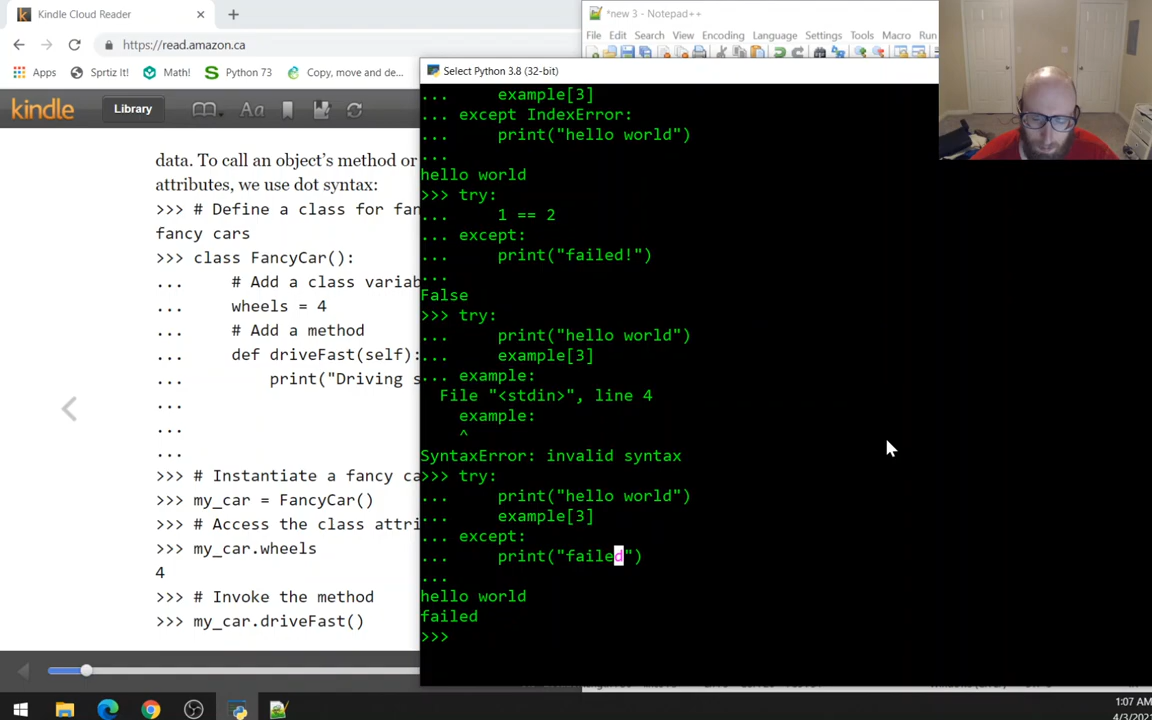 Kindle Cloud Reader
https://read.amazon.ca
Apps
Sprtiz It!
Math!
Python 73
Copy, move and de...
kindle
Library
Aa
data. To call an object's method or
attributes, we use dot syntax:
>>> # Define a class for fan
fancy cars
>>> class FancyCar():
... # Add a class variab
... wheels = 4
... # Add a method
... def driveFast(self):
... print("Driving s
...
...
...
>>> # Instantiate a fancy ca
>>> my_car = FancyCar()
>>> # Access the class attri
>>> my_car.wheels
4
>>> # Invoke the method
>>> my_car.driveFast()
*new 3 - Notepad++
File Edit Search View Encoding Language Settings Tools Macro Run
Select Python 3.8 (32-bit)
... example[3]
... except IndexError:
... print("hello world")
...
hello world
>>> try:
... 1 == 2
... except:
... print("failed!")
...
False
>>> try:
... print("hello world")
... example[3]
... example:
File "<stdin>", line 4
example:
^
SyntaxError: invalid syntax
>>> try:
... print("hello world")
... example[3]
... except:
... print("failed")
...
hello world
failed
>>>
1:07 AM